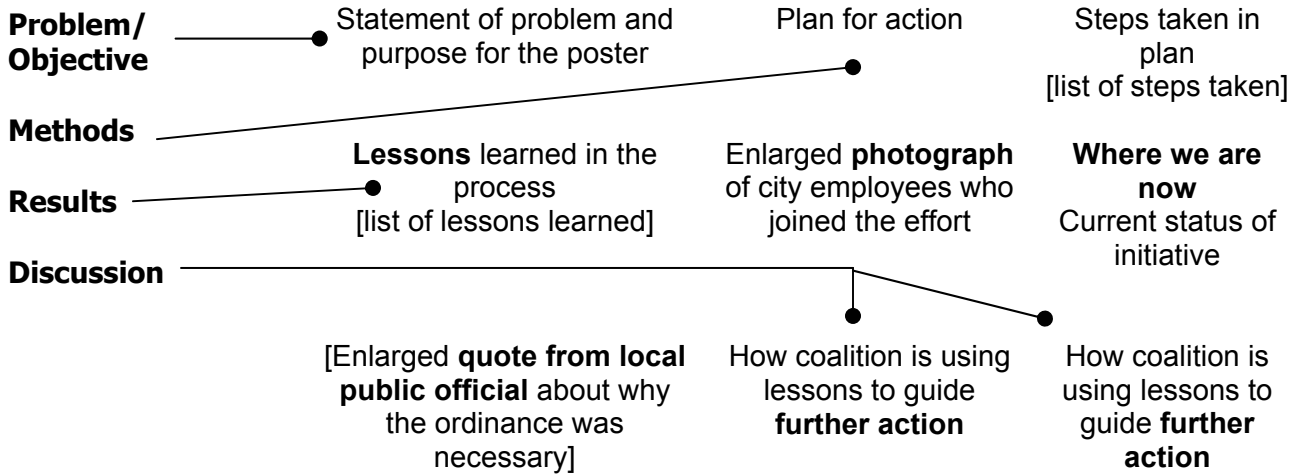 Problem/
Objective
Methods
Results
Discussion
Statement of problem and
purpose for the poster
Plan for action
Steps taken in
plan
[list of steps taken]
Lessons learned in the
process
[list of lessons learned]
Enlarged photograph
of city employees who
joined the effort
Where we are
now
Current status of
initiative
[Enlarged quote from local
public official about why
the ordinance was
necessary]
How coalition is using
lessons to guide
further action
How coalition is
using lessons to
guide further
action